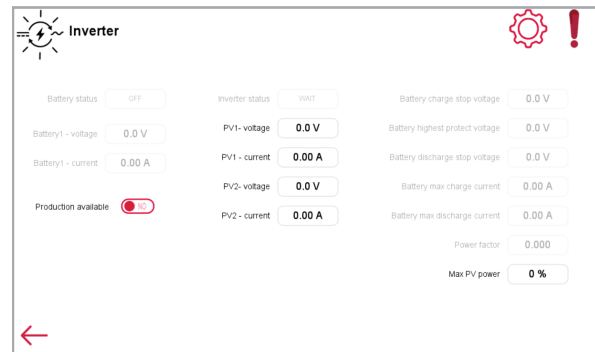 Inverter
Battery status OFF
Battery1 - voltage 0.0 V
Battery1 - current 0.00 A
Production available NO
Inverter status WAIT
PV1- voltage 0.0 V
PV1 - current 0.00 A
PV2- voltage 0.0 V
PV2 - current 0.00 A
Battery charge stop voltage 0.0 V
Battery highest protect voltage 0.0 V
Battery discharge stop voltage 0.0 V
Battery max charge current 0.00 A
Battery max discharge current 0.00 A
Power factor 0.000
Max PV power 0 %